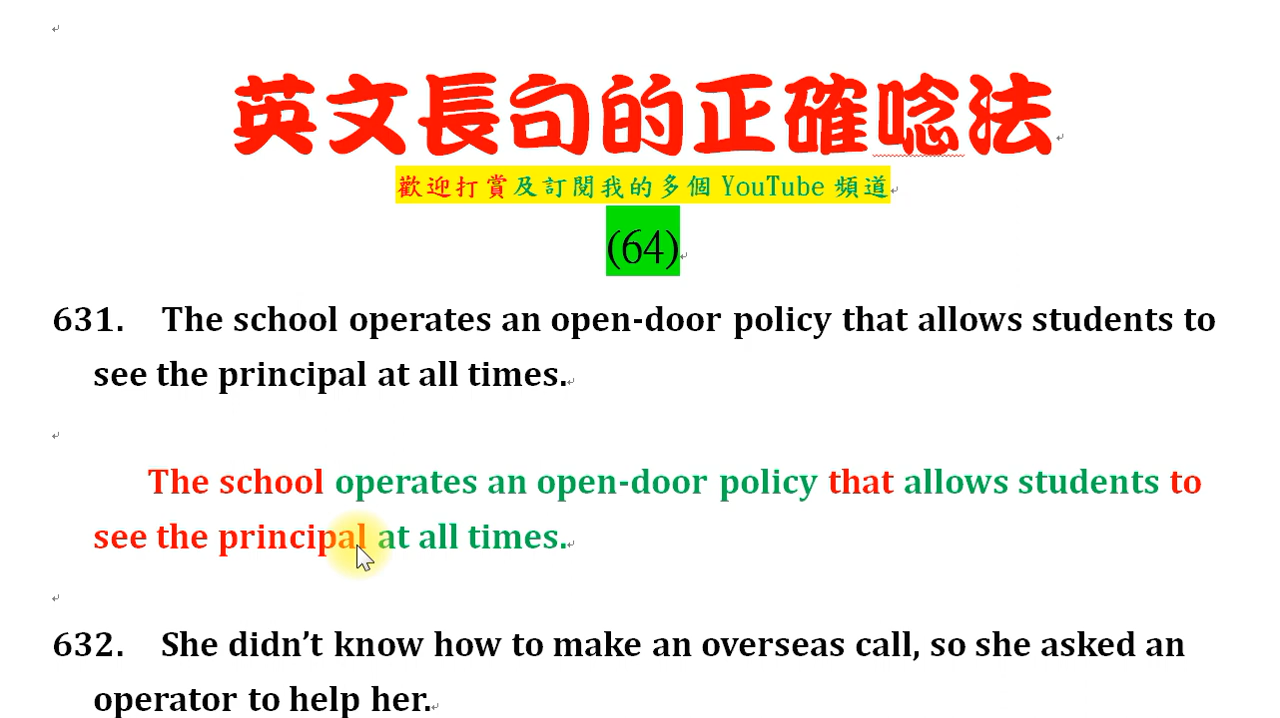 英文長句的正確唸法
歡迎打賞及訂閱我的多個 YouTube 頻道
(64)
631. The school operates an open-door policy that allows students to
see the principal at all times.
The school operates an open-door policy that allows students to
see the principal at all times.
632. She didn’t know how to make an overseas call, so she asked an
operator to help her.